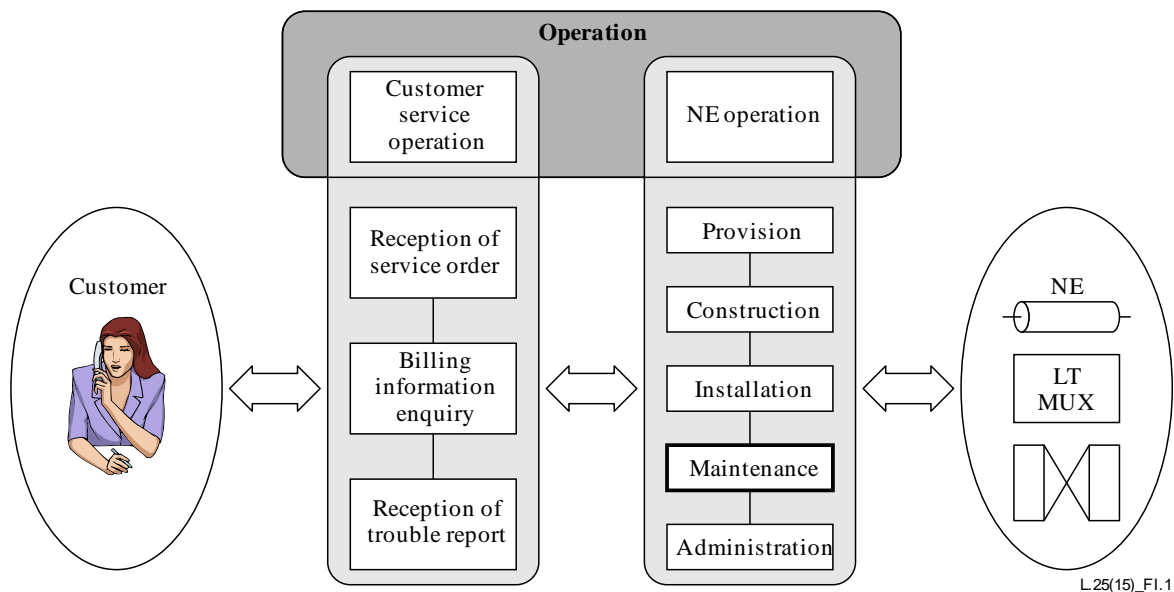 Operation
Customer
service
operation
NE operation
Customer
Reception of
service order
Billing
information
enquiry
Reception of
trouble report
Provision
Construction
Installation
Maintenance
Administration
NE
LT
MUX
L.25(15)_FI.1